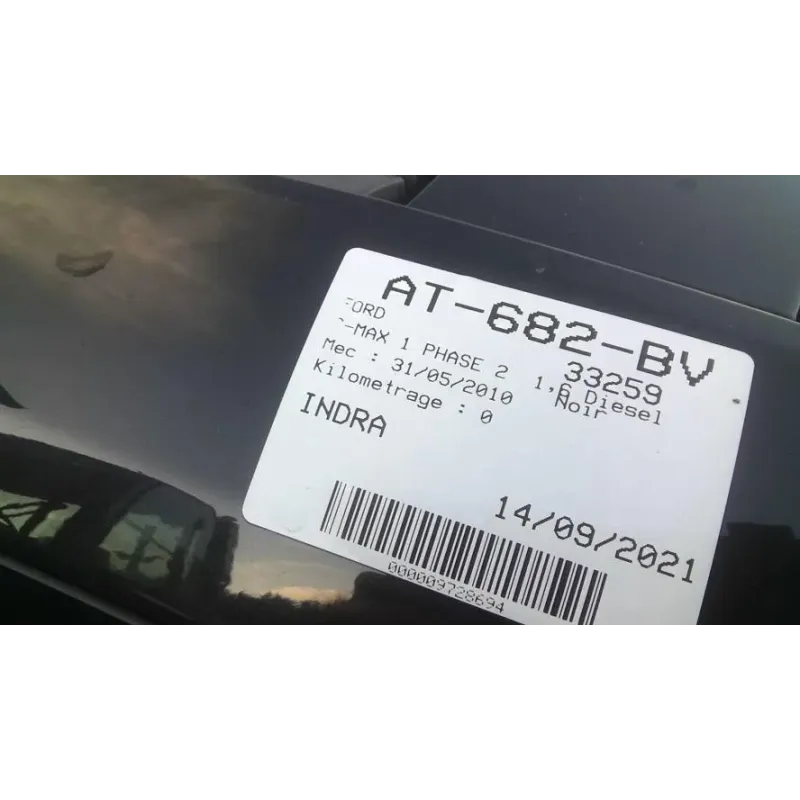 AT-682-BV
FORD 33259
C-MAX 1 PHASE 2 1,6 Diesel
Mec : 31/05/2010 Noir
Kilometrage : 0
INDRA
14/09/2021
000009728694